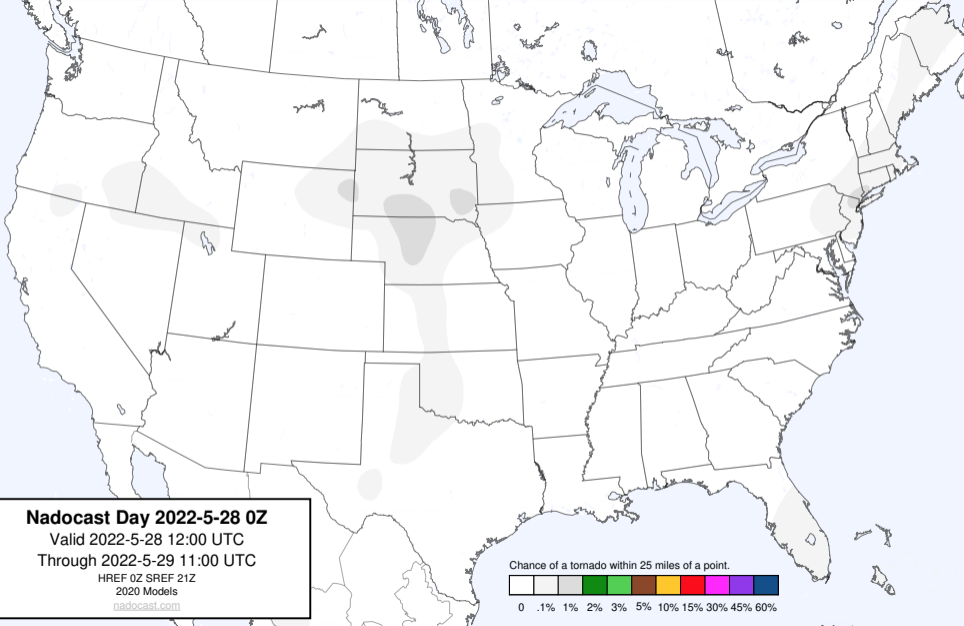 Nadocast Day 2022-5-28 0Z
Valid 2022-5-28 12:00 UTC
Through 2022-5-29 11:00 UTC
HREF 0Z SREF 21Z
2020 Models
nadocast.com
Chance of a tornado within 25 miles of a point.
0 .1% 1% 2% 3% 5% 10% 15% 30% 45% 60%